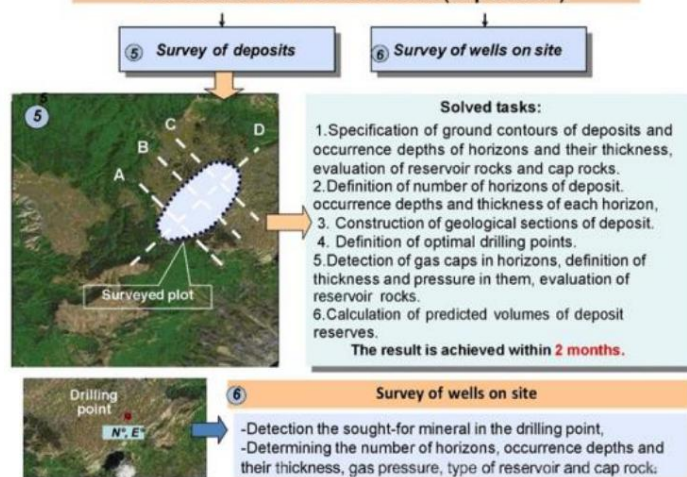 5 Survey of deposits
6 Survey of wells on site
5
5
A
B
C
D
Surveyed plot
Solved tasks:
1.Specification of ground contours of deposits and
occurrence depths of horizons and their thickness,
evaluation of reservoir rocks and cap rocks.
2.Definition of number of horizons of deposit.
occurrence depths and thickness of each horizon,
3. Construction of geological sections of deposit.
4. Definition of optimal drilling points.
5.Detection of gas caps in horizons, definition of
thickness and pressure in them, evaluation of
reservoir rocks.
6.Calculation of predicted volumes of deposit
reserves.
The result is achieved within 2 months.
Drilling
point
N°, E°
6 Survey of wells on site
-Detection the sought-for mineral in the drilling point,
-Determining the number of horizons, occurrence depths and
their thickness, gas pressure, type of reservoir and cap rock.